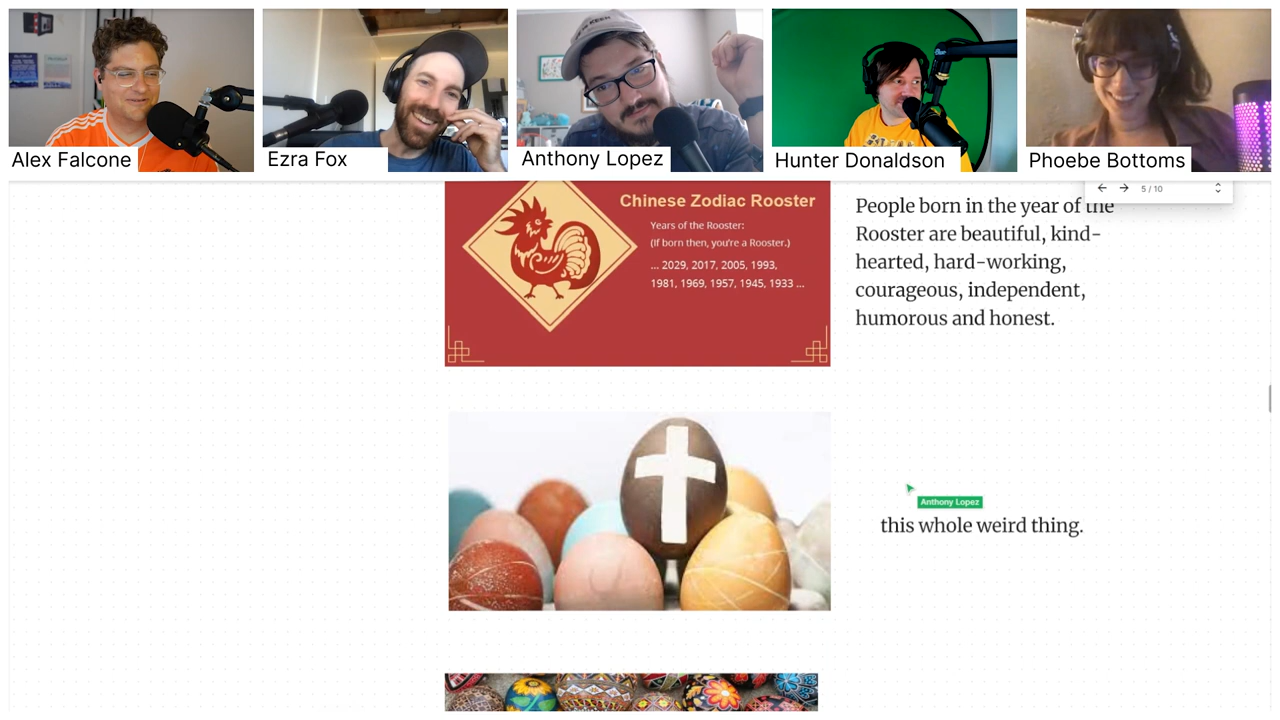 Alex Falcone
Ezra Fox
Anthony Lopez
Hunter Donaldson
Phoebe Bottoms
5 / 10
Chinese Zodiac Rooster
Years of the Rooster:
(If born then, you're a Rooster.)
... 2029, 2017, 2005, 1993,
1981, 1969, 1957, 1945, 1933 ...
People born in the year of the
Rooster are beautiful, kind-
hearted, hard-working,
courageous, independent,
humorous and honest.
Anthony Lopez
this whole weird thing.